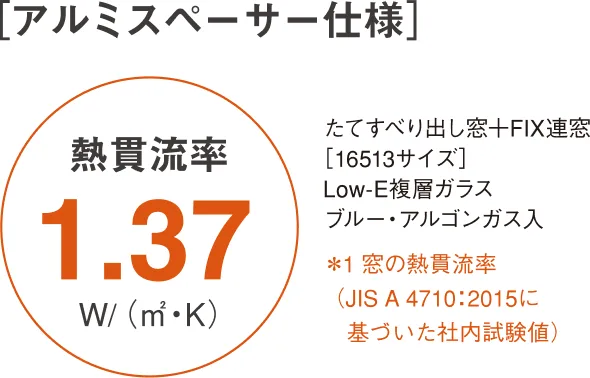 [アルミスペーサー仕様]
熱貫流率
1.37
W/（㎡・K）
たてすべり出し窓＋FIX連窓
[16513サイズ]
Low-E複層ガラス
ブルー・アルゴンガス入
＊1 窓の熱貫流率
（JIS A 4710：2015に
基づいた社内試験値）